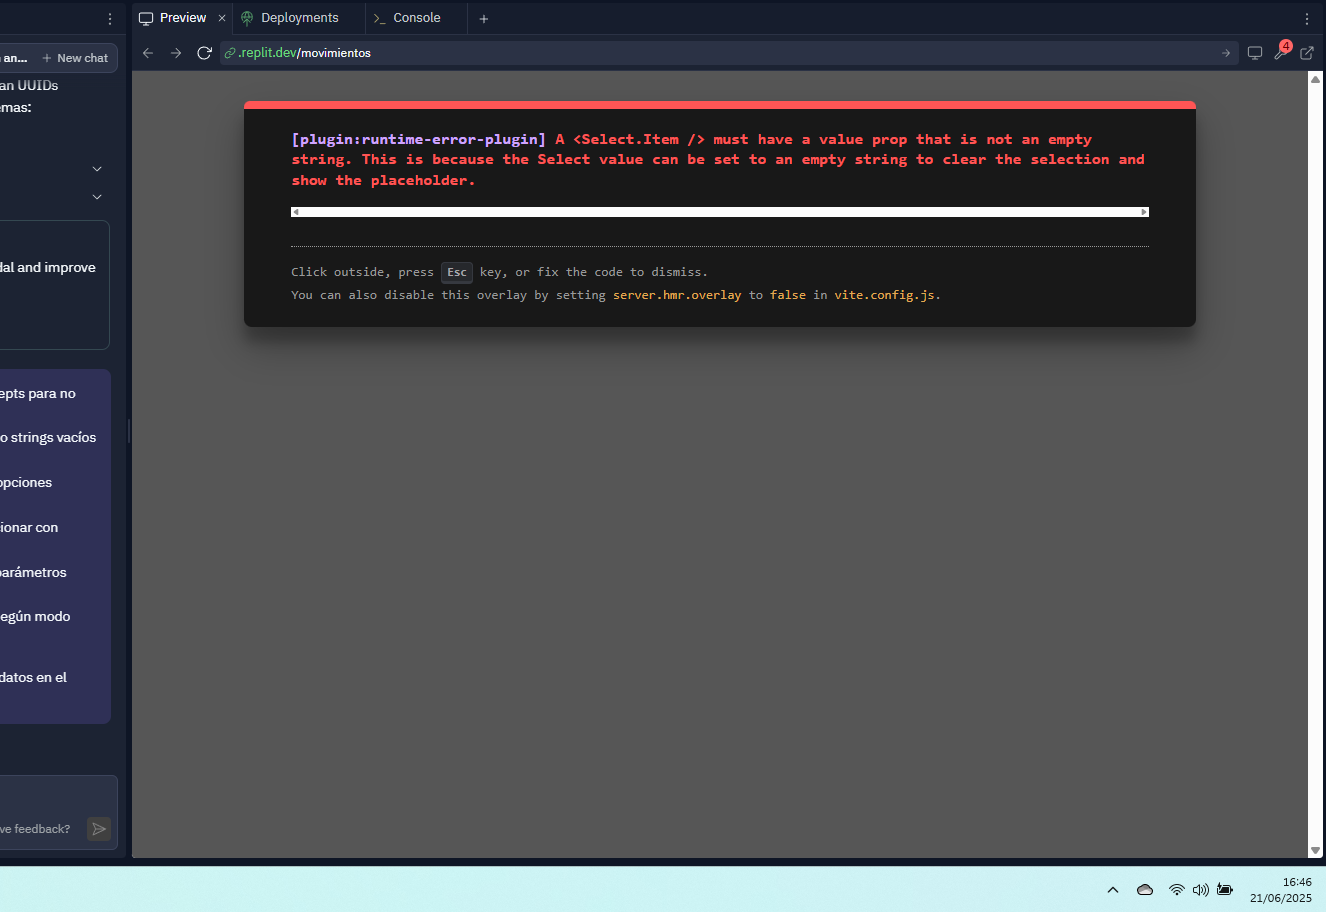 Preview
Deployments
Console
an...
+ New chat
.replit.dev/movimientos
4
an UUIDs
emas:
dal and improve
epts para no
o strings vacíos
opciones
ionar con
parámetros
egún modo
datos en el
ve feedback?
[plugin:runtime-error-plugin] A <Select.Item /> must have a value prop that is not an empty
string. This is because the Select value can be set to an empty string to clear the selection and
show the placeholder.
Click outside, press Esc key, or fix the code to dismiss.
You can also disable this overlay by setting server.hmr.overlay to false in vite.config.js.
16:46
21/06/2025